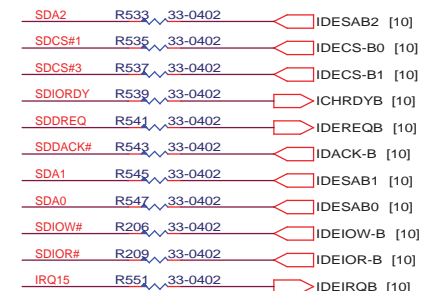 SDA2 R533 33-0402 IDESAB2 [10]
SDCS#1 R535 33-0402 IDECS-B0 [10]
SDCS#3 R537 33-0402 IDECS-B1 [10]
SDIORDY R539 33-0402 ICHRDYB [10]
SDDREQ R541 33-0402 IDEREQB [10]
SDDACK# R543 33-0402 IDACK-B [10]
SDA1 R545 33-0402 IDESAB1 [10]
SDA0 R547 33-0402 IDESAB0 [10]
SDIOW# R206 33-0402 IDEIOW-B [10]
SDIOR# R209 33-0402 IDEIOR-B [10]
IRQ15 R551 33-0402 IDEIRQB [10]